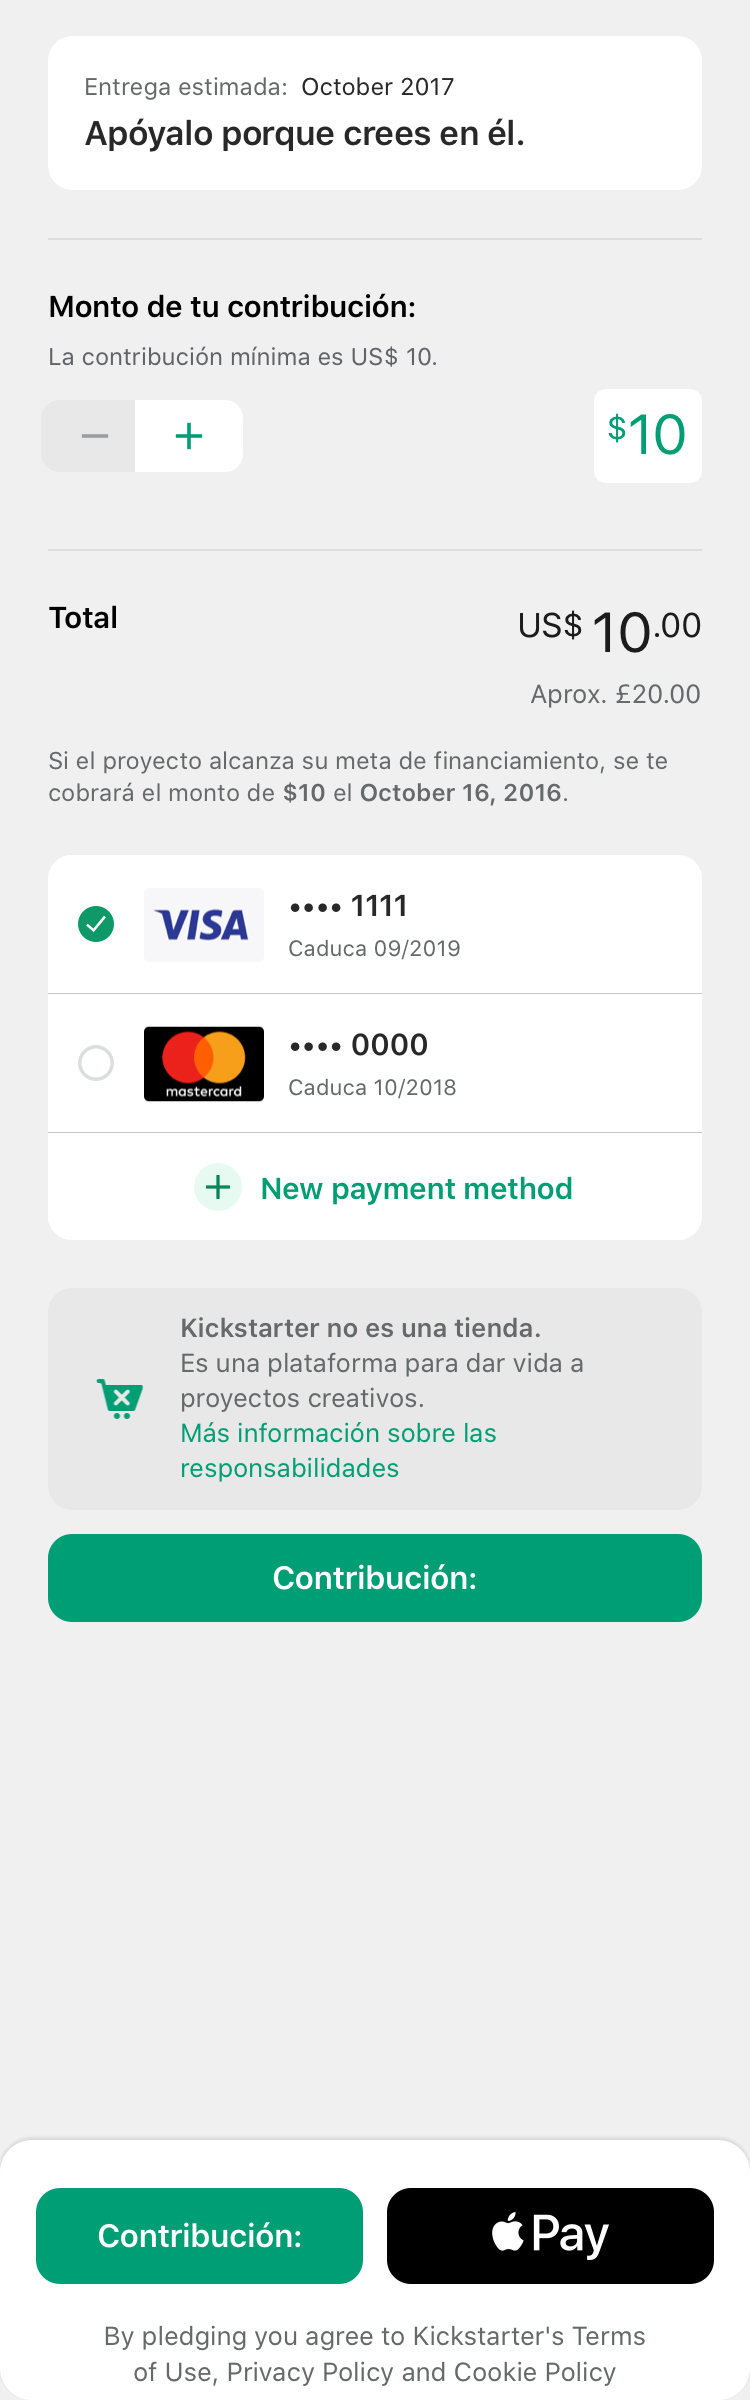 Entrega estimada: October 2017
Apóyalo porque crees en él.
Monto de tu contribución:
La contribución mínima es US$ 10.
$10
Total
US$ 10.00
Aprox. £20.00
Si el proyecto alcanza su meta de financiamiento, se te
cobrará el monto de $10 el October 16, 2016.
VISA
•••• 1111
Caduca 09/2019
mastercard
•••• 0000
Caduca 10/2018
New payment method
Kickstarter no es una tienda.
Es una plataforma para dar vida a
proyectos creativos.
Más información sobre las
responsabilidades
Contribución:
Contribución:
Pay
By pledging you agree to Kickstarter's Terms
of Use, Privacy Policy and Cookie Policy